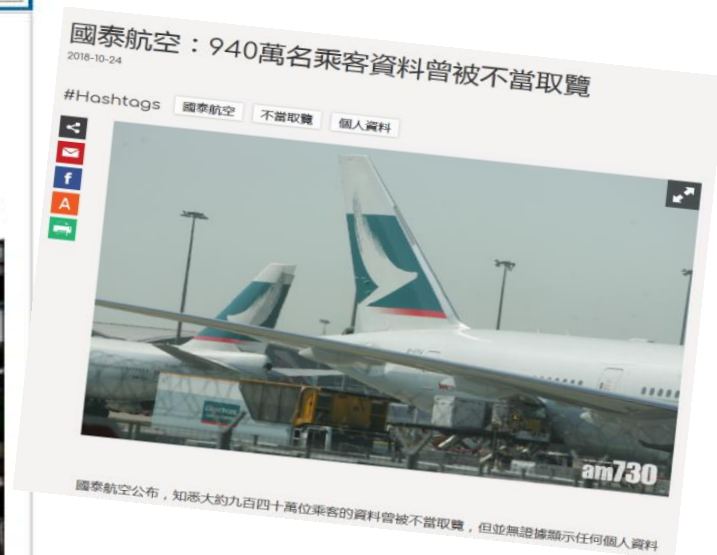 國泰航空：940萬名乘客資料曾被不當取覽
2018-10-24
#Hashtags 國泰航空 不當取覽 個人資料
f
A
am730
國泰航空公布，知悉大約九百四十萬位乘客的資料曾被不當取覽，但並無證據顯示任何個人資料